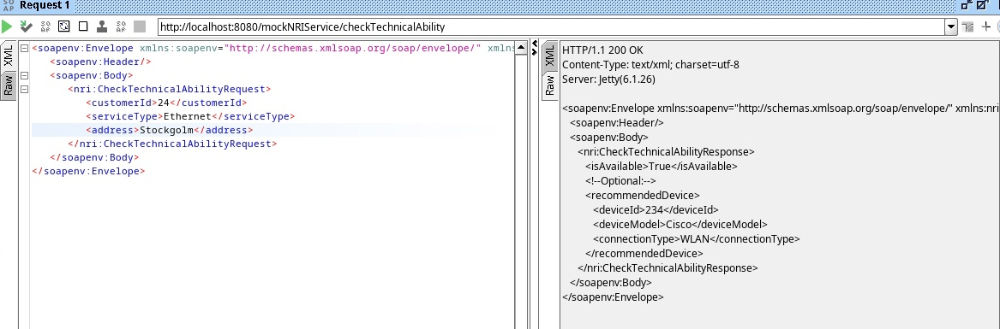 Request 1
SO
AP
http://localhost:8080/mockNRIService/checkTechnicalAbility
XML
Raw
<soapenv:Envelope xmlns:soapenv="http://schemas.xmlsoap.org/soap/envelope/" xmlns
<soapenv:Header/>
<soapenv:Body>
<nri:CheckTechnicalAbilityRequest>
<customerId>24</customerId>
<serviceType>Ethernet</serviceType>
<address>Stockgolm</address>
</nri:CheckTechnicalAbilityRequest>
</soapenv:Body>
</soapenv:Envelope>
XML
Raw
HTTP/1.1 200 OK
Content-Type: text/xml; charset=utf-8
Server: Jetty(6.1.26)
<soapenv:Envelope xmlns:soapenv="http://schemas.xmlsoap.org/soap/envelope/" xmlns:nri
<soapenv:Header/>
<soapenv:Body>
<nri:CheckTechnicalAbilityResponse>
<isAvailable>True</isAvailable>
<!--Optional:-->
<recommendedDevice>
<deviceId>234</deviceId>
<deviceModel>Cisco</deviceModel>
<connectionType>WLAN</connectionType>
</recommendedDevice>
</nri:CheckTechnicalAbilityResponse>
</soapenv:Body>
</soapenv:Envelope>